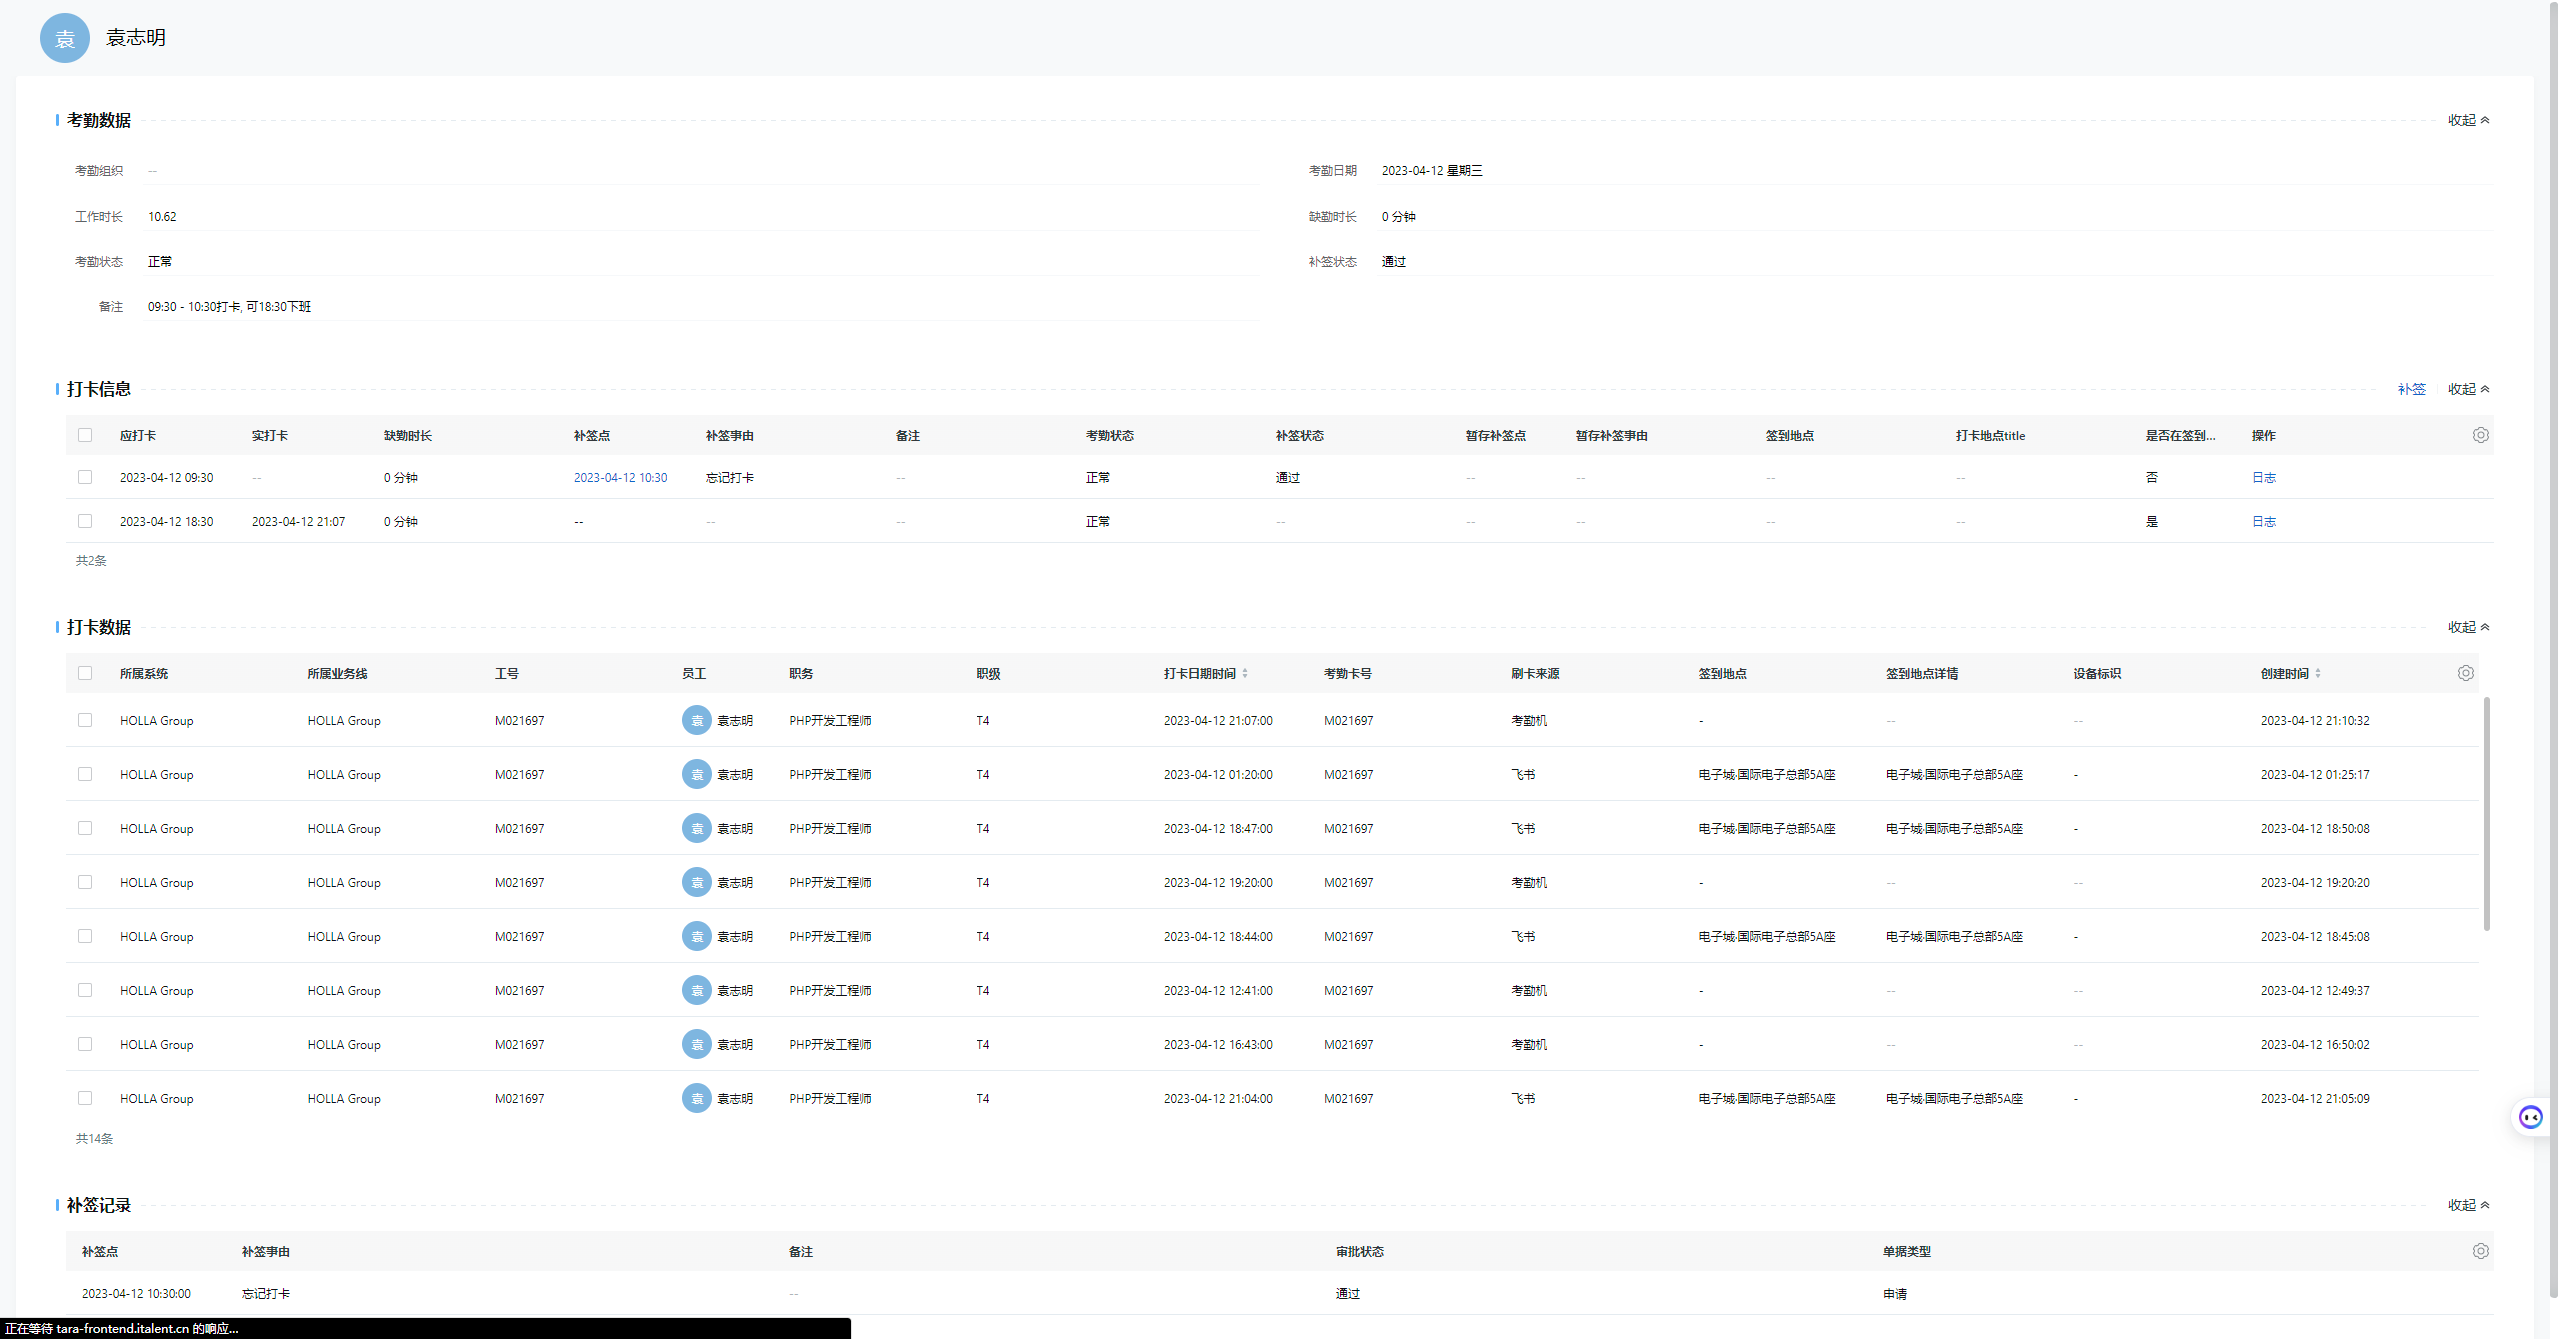 袁 袁志明
考勤数据 收起
考勤组织 -- 考勤日期 2023-04-12 星期三
工作时长 10.62 缺勤时长 0 分钟
考勤状态 正常 补签状态 通过
备注 09:30 - 10:30打卡, 可18:30下班
打卡信息 补签 收起
应打卡 实打卡 缺勤时长 补签点 补签事由 备注 考勤状态 补签状态 暂存补签点 暂存补签事由 签到地点 打卡地点title 是否在签到... 操作
2023-04-12 09:30 -- 0 分钟 2023-04-12 10:30 忘记打卡 -- 正常 通过 -- -- -- -- 否 日志
2023-04-12 18:30 2023-04-12 21:07 0 分钟 -- -- -- 正常 -- -- -- -- -- 是 日志
共2条
打卡数据 收起
所属系统 所属业务线 工号 员工 职务 职级 打卡日期时间 考勤卡号 刷卡来源 签到地点 签到地点详情 设备标识 创建时间
HOLLA Group HOLLA Group M021697 袁 袁志明 PHP开发工程师 T4 2023-04-12 21:07:00 M021697 考勤机 - -- -- 2023-04-12 21:10:32
HOLLA Group HOLLA Group M021697 袁 袁志明 PHP开发工程师 T4 2023-04-12 01:20:00 M021697 飞书 电子城·国际电子总部5A座 电子城·国际电子总部5A座 - 2023-04-12 01:25:17
HOLLA Group HOLLA Group M021697 袁 袁志明 PHP开发工程师 T4 2023-04-12 18:47:00 M021697 飞书 电子城·国际电子总部5A座 电子城·国际电子总部5A座 - 2023-04-12 18:50:08
HOLLA Group HOLLA Group M021697 袁 袁志明 PHP开发工程师 T4 2023-04-12 19:20:00 M021697 考勤机 - -- -- 2023-04-12 19:20:20
HOLLA Group HOLLA Group M021697 袁 袁志明 PHP开发工程师 T4 2023-04-12 18:44:00 M021697 飞书 电子城·国际电子总部5A座 电子城·国际电子总部5A座 - 2023-04-12 18:45:08
HOLLA Group HOLLA Group M021697 袁 袁志明 PHP开发工程师 T4 2023-04-12 12:41:00 M021697 考勤机 - -- -- 2023-04-12 12:49:37
HOLLA Group HOLLA Group M021697 袁 袁志明 PHP开发工程师 T4 2023-04-12 16:43:00 M021697 考勤机 - -- -- 2023-04-12 16:50:02
HOLLA Group HOLLA Group M021697 袁 袁志明 PHP开发工程师 T4 2023-04-12 21:04:00 M021697 飞书 电子城·国际电子总部5A座 电子城·国际电子总部5A座 - 2023-04-12 21:05:09
共14条
补签记录 收起
补签点 补签事由 备注 审批状态 单据类型
2023-04-12 10:30:00 忘记打卡 -- 通过 申请
正在等待 tara-frontend.italent.cn 的响应...